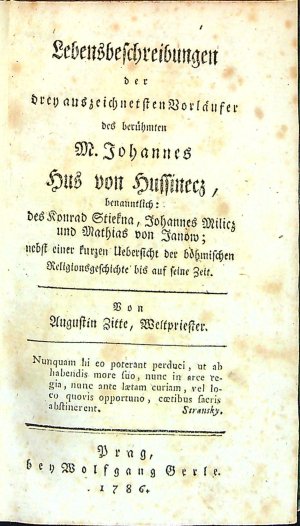 Lebensbeschreibungen
der
drey auszeichnetsten Vorläufer
des berühmten
M. Johannes
Hus von Hussinecz,
benanntlich:
des Konrad Stiekna, Johannes Milicz
und Mathias von Janow;
nebst einer kurzen Uebersicht der böhmischen
Religionsgeschichte bis auf seine Zeit.
Von
Augustin Zitte, Weltpriester.
Nunquam hi eo poterant perduci, ut ab
habendis more suo, nunc in arce re-
gia, nunc ante lætam curiam, vel lo-
co quovis opportuno, cœtibus sacris
abstinerent. Stransky.
Prag,
bey Wolfgang Gerle.
1786.